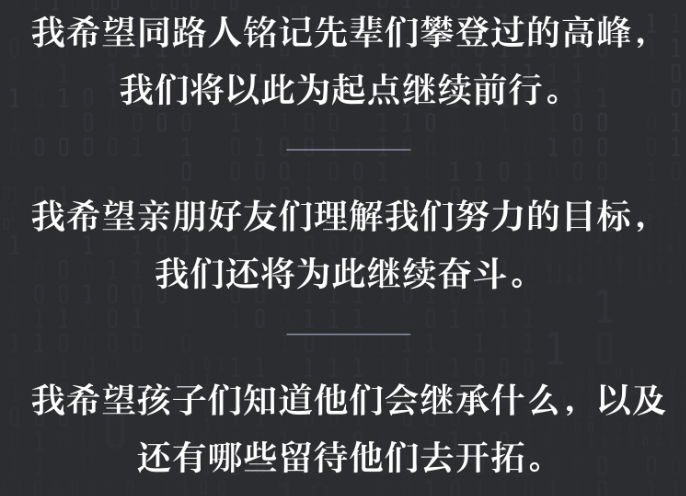 我希望同路人铭记先辈们攀登过的高峰，
我们将以此为起点继续前行。
我希望亲朋好友们理解我们努力的目标，
我们还将为此继续奋斗。
我希望孩子们知道他们会继承什么，以及
还有哪些留待他们去开拓。